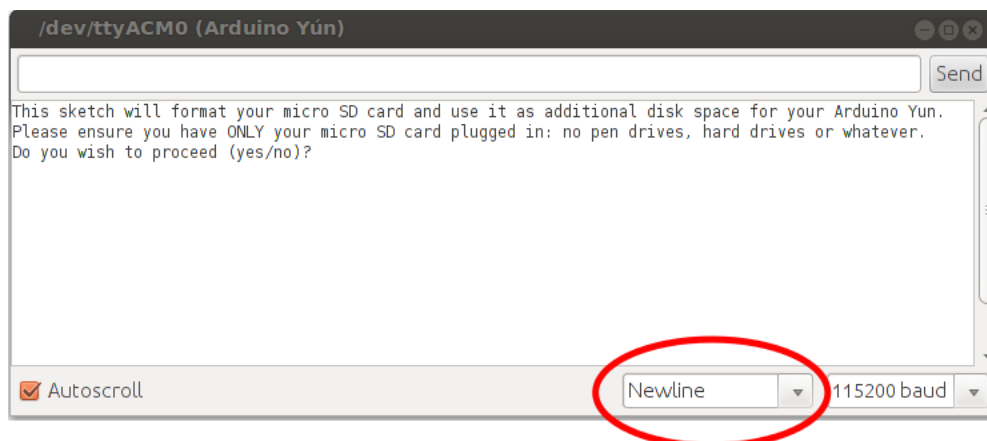 /dev/ttyACM0 (Arduino Yún)
Send
This sketch will format your micro SD card and use it as additional disk space for your Arduino Yun.
Please ensure you have ONLY your micro SD card plugged in: no pen drives, hard drives or whatever.
Do you wish to proceed (yes/no)?
Autoscroll
Newline
115200 baud